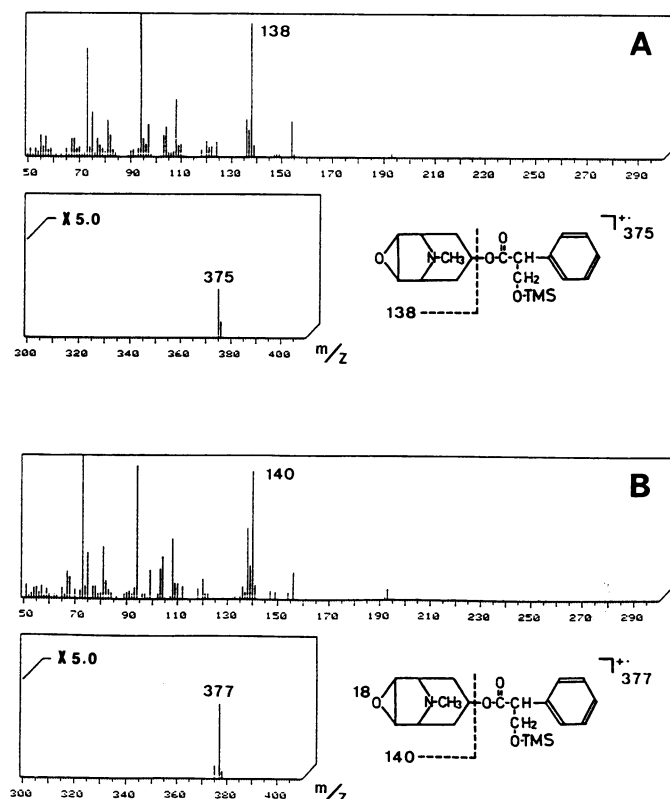 138
A
50 70 90 110 130 150 170 190 210 230 250 270 290
X 5.0
375
300 320 340 360 380 400 m/z
O N-CH3 O-C-CH O CH2 O-TMS +· 375
138
140
B
50 70 90 110 130 150 170 190 210 230 250 270 290
X 5.0
377
300 320 340 360 380 400 m/z
18 O N-CH3 O-C-CH O CH2 O-TMS +· 377
140